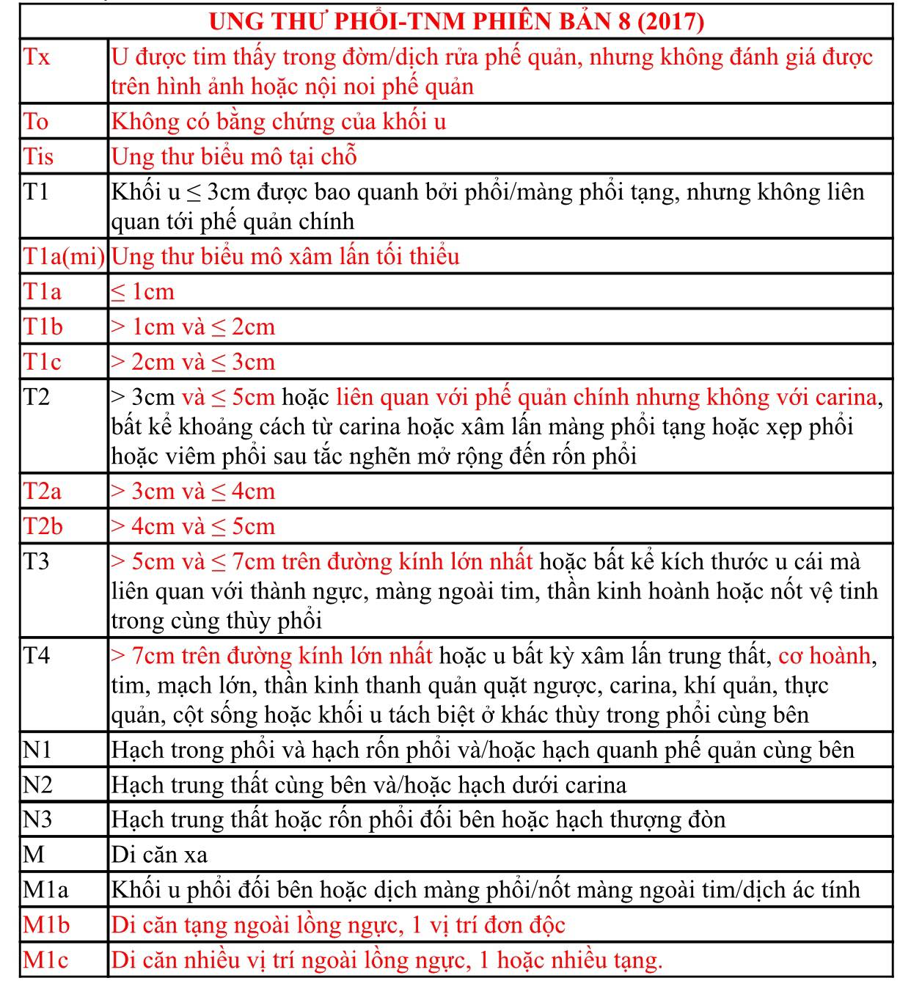 UNG THƯ PHỔI-TNM PHIÊN BẢN 8 (2017)
Tx U được tim thấy trong đờm/dịch rửa phế quản, nhưng không đánh giá được
trên hình ảnh hoặc nội noi phế quản
To Không có bằng chứng của khối u
Tis Ung thư biểu mô tại chỗ
T1 Khối u ≤ 3cm được bao quanh bởi phổi/màng phổi tạng, nhưng không liên
quan tới phế quản chính
T1a(mi) Ung thư biểu mô xâm lấn tối thiểu
T1a ≤ 1cm
T1b > 1cm và ≤ 2cm
T1c > 2cm và ≤ 3cm
T2 > 3cm và ≤ 5cm hoặc liên quan với phế quản chính nhưng không với carina,
bất kể khoảng cách từ carina hoặc xâm lấn màng phổi tạng hoặc xẹp phổi
hoặc viêm phổi sau tắc nghẽn mở rộng đến rốn phổi
T2a > 3cm và ≤ 4cm
T2b > 4cm và ≤ 5cm
T3 > 5cm và ≤ 7cm trên đường kính lớn nhất hoặc bất kể kích thước u cái mà
liên quan với thành ngực, màng ngoài tim, thần kinh hoành hoặc nốt vệ tinh
trong cùng thùy phổi
T4 > 7cm trên đường kính lớn nhất hoặc u bất kỳ xâm lấn trung thất, cơ hoành,
tim, mạch lớn, thần kinh thanh quản quặt ngược, carina, khí quản, thực
quản, cột sống hoặc khối u tách biệt ở khác thùy trong phổi cùng bên
N1 Hạch trong phổi và hạch rốn phổi và/hoặc hạch quanh phế quản cùng bên
N2 Hạch trung thất cùng bên và/hoặc hạch dưới carina
N3 Hạch trung thất hoặc rốn phổi đối bên hoặc hạch thượng đòn
M Di căn xa
M1a Khối u phổi đối bên hoặc dịch màng phổi/nốt màng ngoài tim/dịch ác tính
M1b Di căn tạng ngoài lồng ngực, 1 vị trí đơn độc
M1c Di căn nhiều vị trí ngoài lồng ngực, 1 hoặc nhiều tạng.